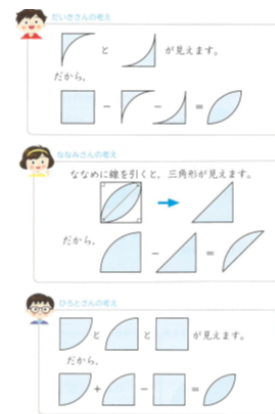 だいきさんの考え
と が見えます。
だから、
− − =
ななみさんの考え
ななめに線を引くと、三角形が見えます。
だから、
− =
ひろとさんの考え
と と が見えます。
だから、
+ − =